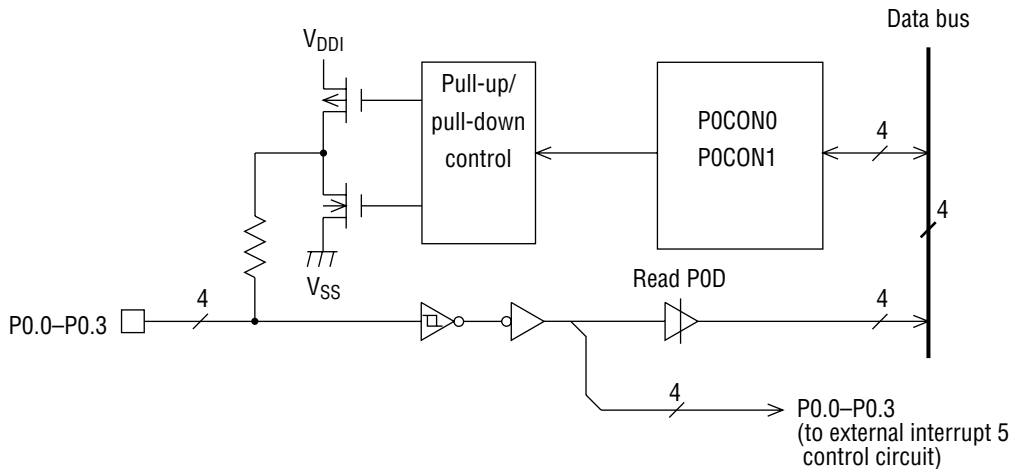 Data bus
VDDI
Pull-up/
pull-down
control
P0CON0
P0CON1
4
4
VSS
Read P0D
P0.0–P0.3
4
4
4
P0.0–P0.3
(to external interrupt 5
control circuit)